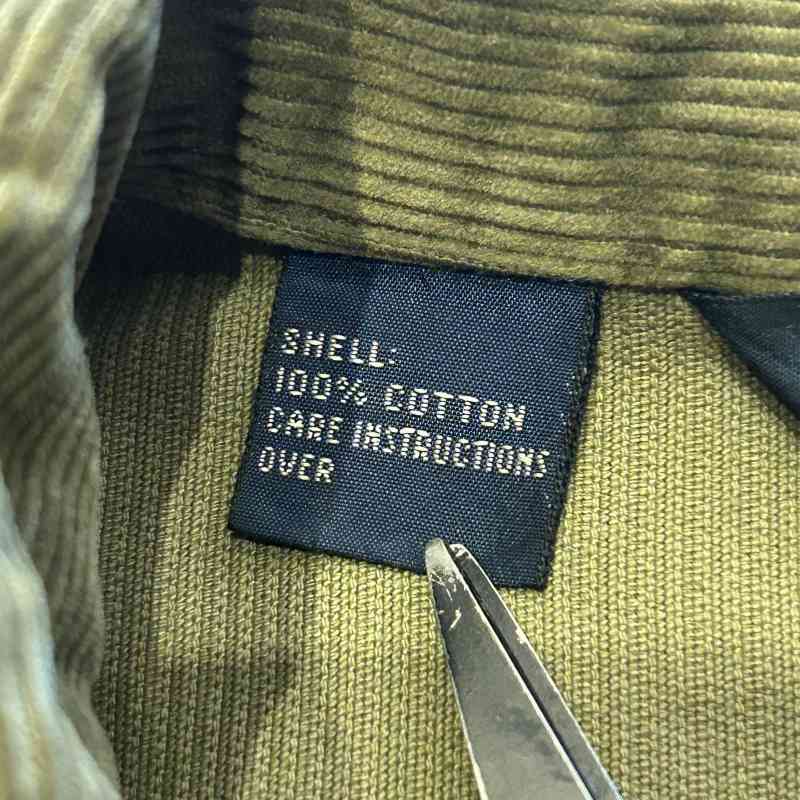 SHELL:
100% COTTON
CARE INSTRUCTIONS
OVER